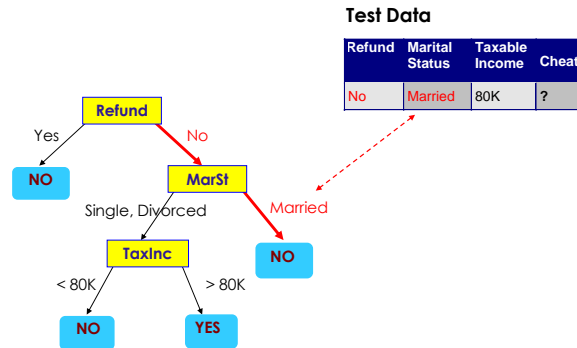 Test Data
Refund Marital Status Taxable Income Cheat
No Married 80K ?
Refund
Yes
No
NO
MarSt
Single, Divorced
Married
TaxInc
NO
< 80K
> 80K
NO
YES